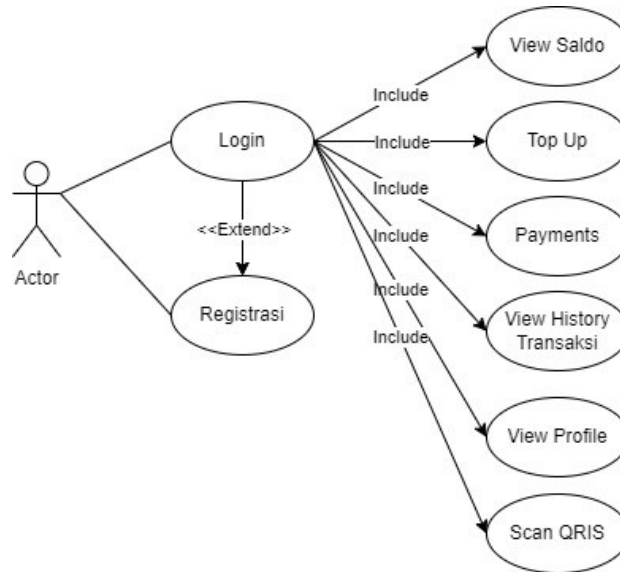 View Saldo
Include
Login
Include
Top Up
Include
<<Extend>>
Include
Payments
Actor
Include
Registrasi
View History
Transaksi
Include
View Profile
Scan QRIS